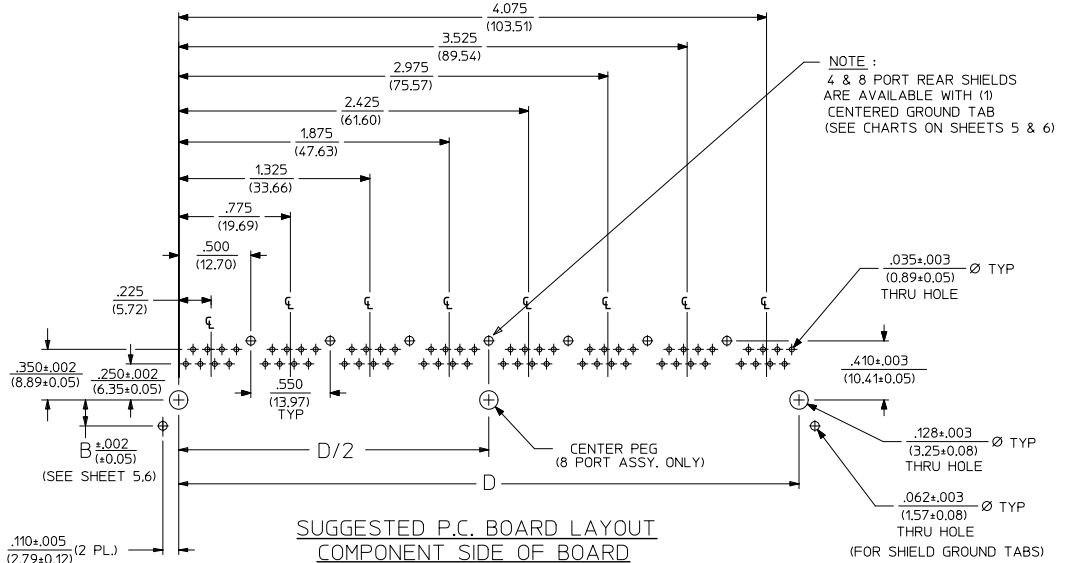 4.075
(103.51)
3.525
(89.54)
2.975
(75.57)
2.425
(61.60)
1.875
(47.63)
1.325
(33.66)
.775
(19.69)
.500
(12.70)
.225
(5.72)
NOTE :
4 & 8 PORT REAR SHIELDS
ARE AVAILABLE WITH (1)
CENTERED GROUND TAB
(SEE CHARTS ON SHEETS 5 & 6)
.035±.003
(0.89±0.05)
Ø TYP
THRU HOLE
℄
℄
℄
℄
℄
℄
℄
℄
.350±.002
(8.89±0.05)
.250±.002
(6.35±0.05)
.550
(13.97)
TYP
.410±.003
(10.41±0.05)
B ±.002
(±0.05)
(SEE SHEET 5,6)
D/2
CENTER PEG
(8 PORT ASSY. ONLY)
D
.128±.003
(3.25±0.08)
Ø TYP
THRU HOLE
.062±.003
(1.57±0.08)
Ø TYP
THRU HOLE
(FOR SHIELD GROUND TABS)
.110±.005
(2.79±0.12)
(2 PL.)
SUGGESTED P.C. BOARD LAYOUT
COMPONENT SIDE OF BOARD